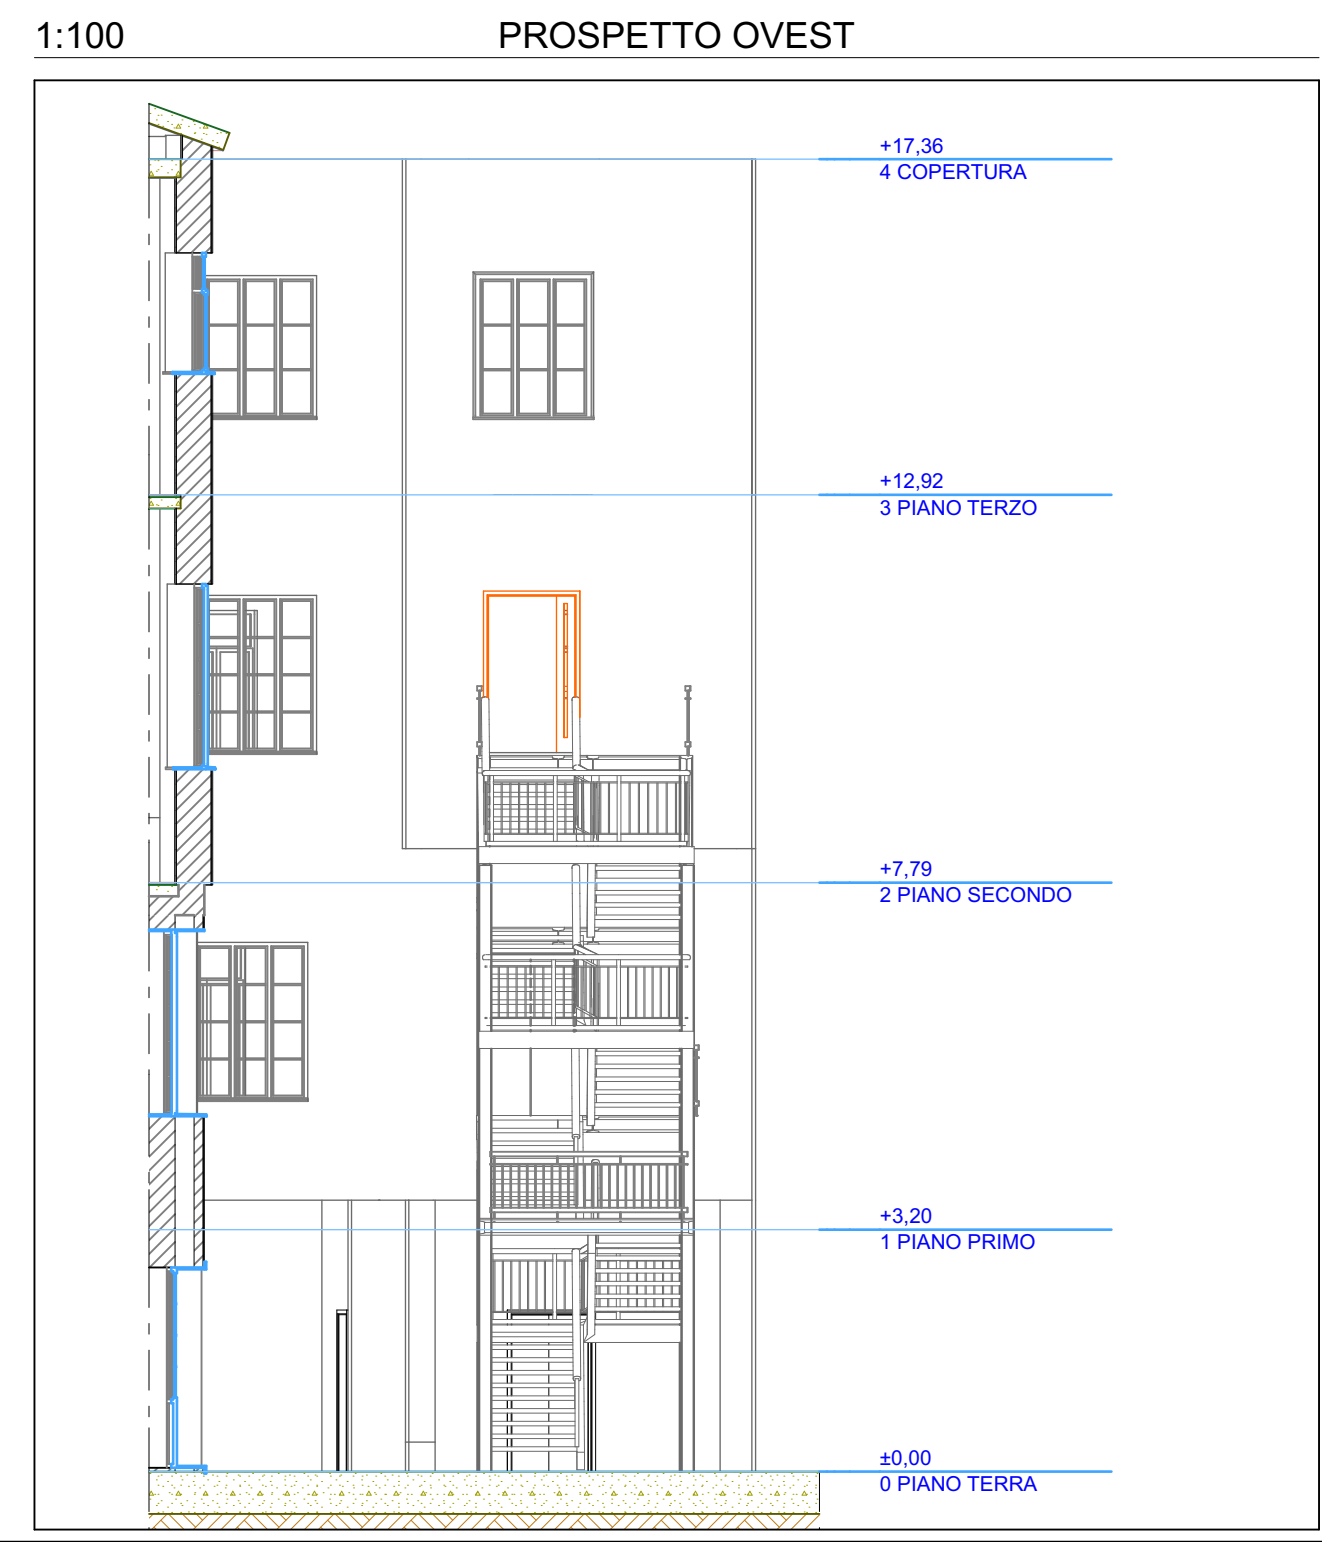 1:100
PROSPETTO OVEST
+17,36
4 COPERTURA
+12,92
3 PIANO TERZO
+7,79
2 PIANO SECONDO
+3,20
1 PIANO PRIMO
±0,00
0 PIANO TERRA